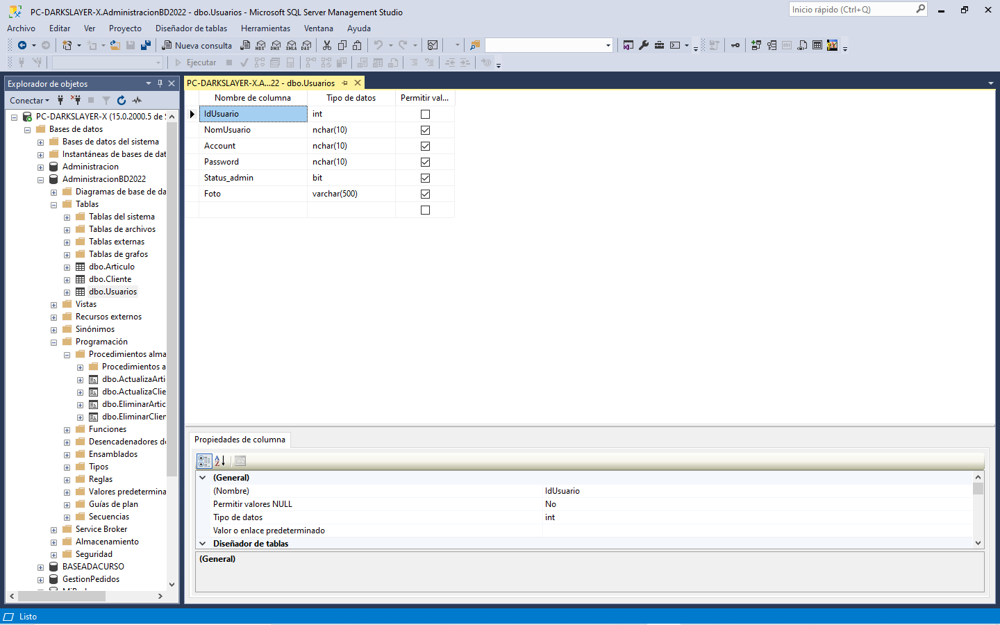 PC-DARKSLAYER-X.AdministracionBD2022 - dbo.Usuarios - Microsoft SQL Server Management Studio
Inicio rápido (Ctrl+Q)
Archivo Editar Ver Proyecto Diseñador de tablas Herramientas Ventana Ayuda
Nueva consulta
MDX DMX XMLA DAX
Ejecutar
Explorador de objetos
Conectar
PC-DARKSLAYER-X (15.0.2000.5 de S
Bases de datos
Bases de datos del sistema
Instantáneas de bases de dat
Administracion
AdministracionBD2022
Diagramas de base de da
Tablas
Tablas del sistema
Tablas de archivos
Tablas externas
Tablas de grafos
dbo.Articulo
dbo.Cliente
dbo.Usuarios
Vistas
Recursos externos
Sinónimos
Programación
Procedimientos alma
Procedimientos a
dbo.ActualizaArti
dbo.ActualizaClie
dbo.EliminarArtic
dbo.EliminarClien
Funciones
Desencadenadores de
Ensamblados
Tipos
Reglas
Valores predetermina
Guías de plan
Secuencias
Service Broker
Almacenamiento
Seguridad
BASEADACURSO
GestionPedidos
PC-DARKSLAYER-X.A...22 - dbo.Usuarios
Nombre de columna Tipo de datos Permitir val...
IdUsuario int
NomUsuario nchar(10)
Account nchar(10)
Password nchar(10)
Status_admin bit
Foto varchar(500)
Propiedades de columna
(General)
(Nombre) IdUsuario
Permitir valores NULL No
Tipo de datos int
Valor o enlace predeterminado
Diseñador de tablas
(General)
Listo